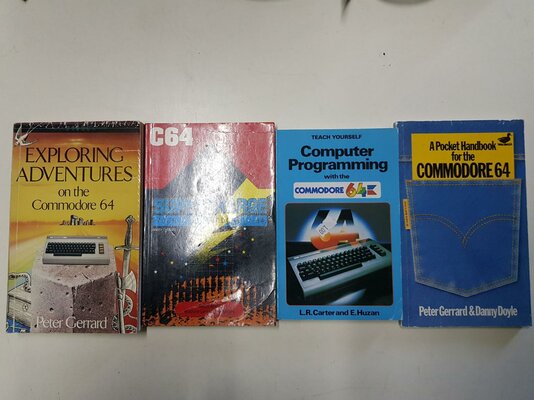 EXPLORING
ADVENTURES
on the
Commodore 64
Peter Gerrard
C64
TEACH YOURSELF
Computer
Programming
with the
COMMODORE 64
L.R. Carter and E. Huzan
A Pocket Handbook
for the
COMMODORE 64
Peter Gerrard & Danny Doyle